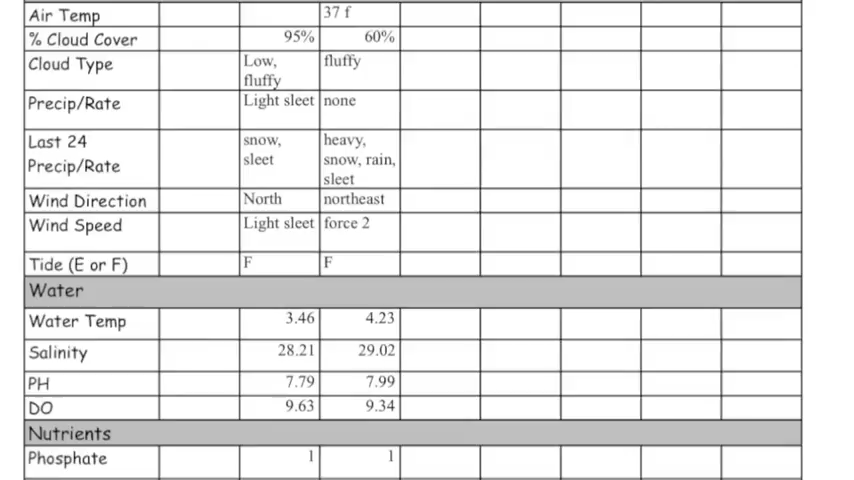 Air Temp 37 f
% Cloud Cover 95% 60%
Cloud Type Low, fluffy
fluffy
Precip/Rate Light sleet none
Last 24 snow, heavy,
Precip/Rate sleet snow, rain,
sleet
Wind Direction North northeast
Wind Speed Light sleet force 2
Tide (E or F) F F
Water
Water Temp 3.46 4.23
Salinity 28.21 29.02
PH 7.79 7.99
DO 9.63 9.34
Nutrients
Phosphate 1 1